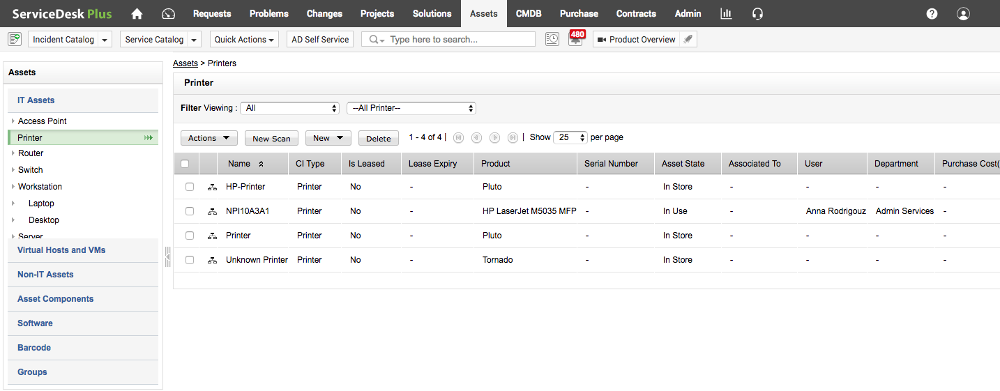 ServiceDesk Plus Requests Problems Changes Projects Solutions Assets CMDB Purchase Contracts Admin
Incident Catalog Service Catalog Quick Actions AD Self Service Type here to search... 480 Product Overview
Assets
IT Assets
Access Point
Printer
Router
Switch
Workstation
Laptop
Desktop
Server
Virtual Hosts and VMs
Non-IT Assets
Asset Components
Software
Barcode
Groups
Assets > Printers
Printer
Filter Viewing : All --All Printer--
Actions New Scan New Delete 1 - 4 of 4 | | Show 25 per page
Name CI Type Is Leased Lease Expiry Product Serial Number Asset State Associated To User Department Purchase Cost(
HP-Printer Printer No - Pluto - In Store - - - -
NPI10A3A1 Printer No - HP LaserJet M5035 MFP - In Use - Anna Rodrigouz Admin Services -
Printer Printer No - Pluto - In Store - - - -
Unknown Printer Printer No - Tornado - In Store - - - -